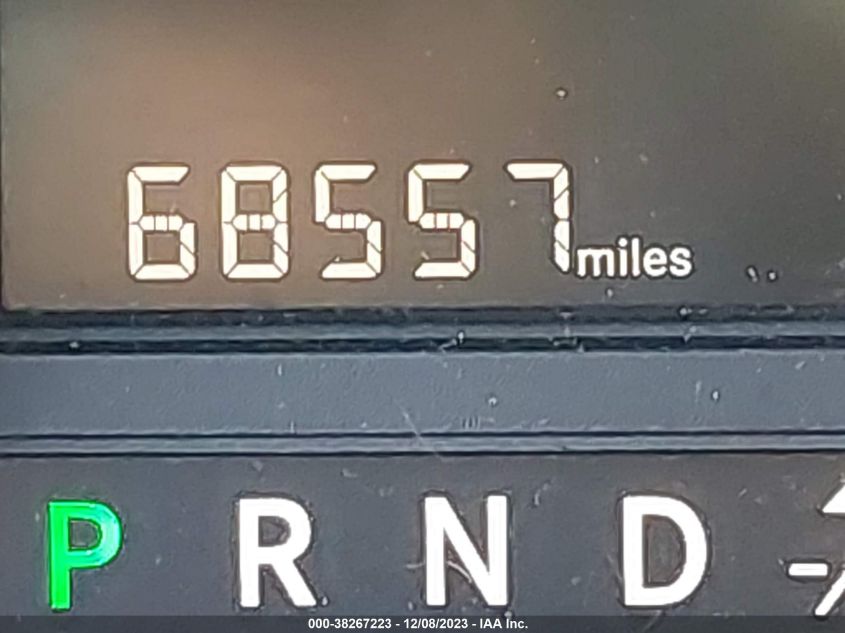 68557 miles
P R N D -
000-38267223 - 12/08/2023 - IAA Inc.